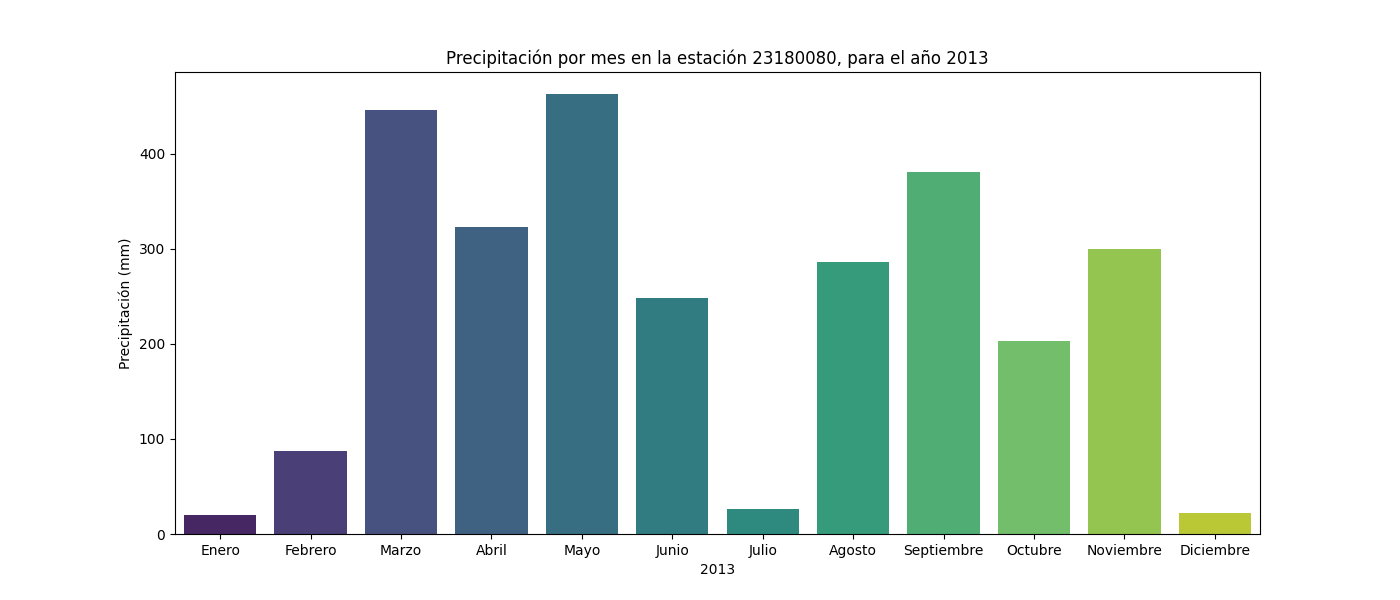 Precipitación por mes en la estación 23180080, para el año 2013
Precipitación (mm)
400
300
200
100
0
Enero Febrero Marzo Abril Mayo Junio Julio Agosto Septiembre Octubre Noviembre Diciembre
2013